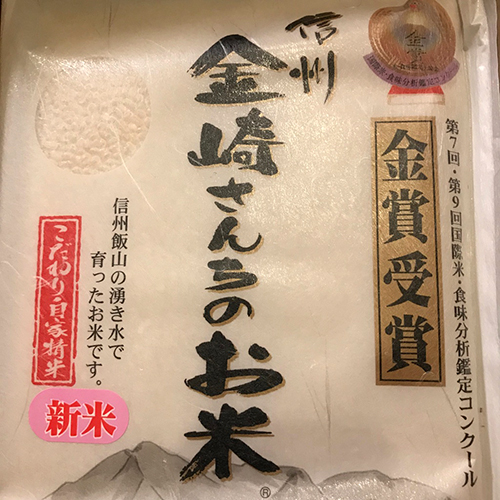 第7回・第9回国際米・食味分析鑑定コンクール
金賞受賞
信州
金崎さんちのお米
®
信州飯山の湧き水で
育ったお米です。
こだわり・自家精米
新米
金賞